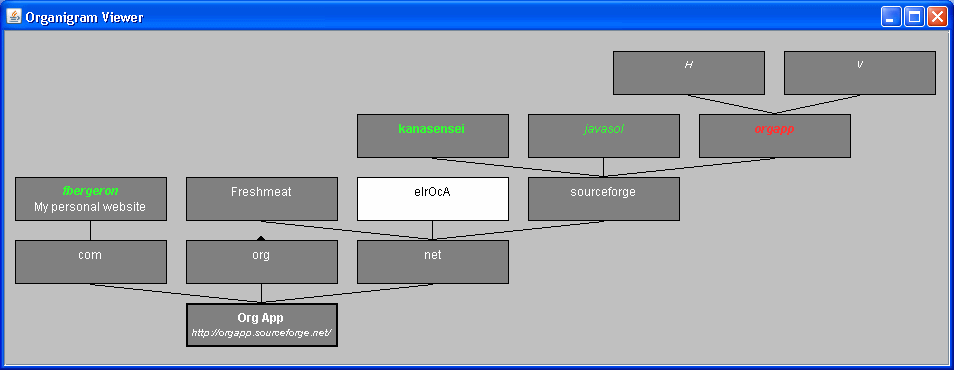 Organigram Viewer
H
V
kanasensei
javasol
orgapp
fbergeron
My personal website
Freshmeat
elrOcA
sourceforge
com
org
net
Org App
http://orgapp.sourceforge.net/